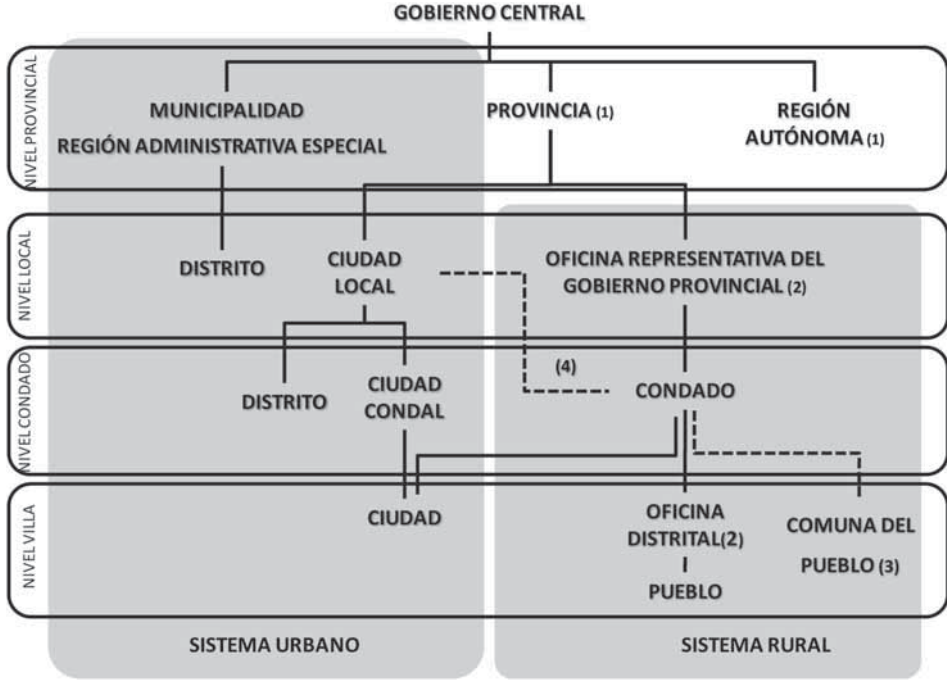 GOBIERNO CENTRAL
NIVEL PROVINCIAL
MUNICIPALIDAD
REGIÓN ADMINISTRATIVA ESPECIAL
PROVINCIA (1)
REGIÓN
AUTÓNOMA (1)
NIVEL LOCAL
DISTRITO
CIUDAD
LOCAL
OFICINA REPRESENTATIVA DEL
GOBIERNO PROVINCIAL (2)
NIVEL CONDADO
DISTRITO
CIUDAD
CONDAL
(4)
CONDADO
NIVEL VILLA
CIUDAD
OFICINA
DISTRITAL(2)
PUEBLO
COMUNA DEL
PUEBLO (3)
SISTEMA URBANO
SISTEMA RURAL